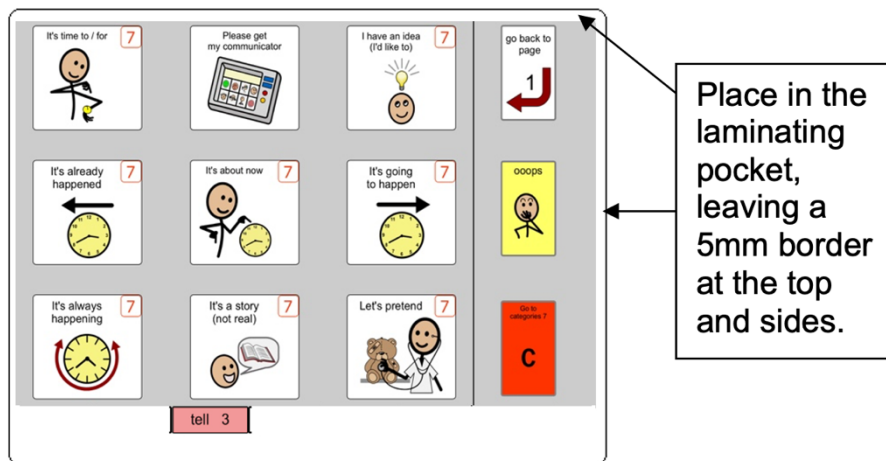 It's time to / for 7
Please get
my communicator
I have an idea 7
(I'd like to)
go back to
page
1
It's already 7
happened
It's about now 7
It's going 7
to happen
ooops
It's always 7
happening
It's a story 7
(not real)
Let's pretend 7
Go to
categories 7
C
tell 3
Place in the
laminating
pocket,
leaving a
5mm border
at the top
and sides.